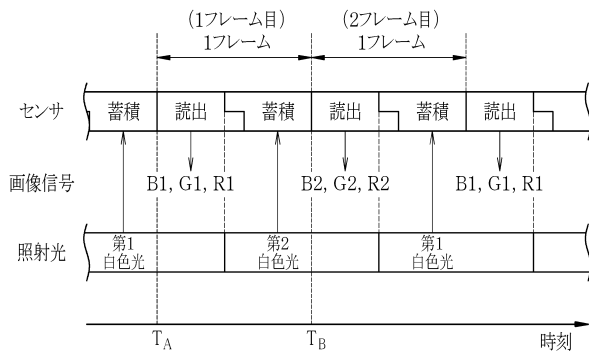 (1フレーム目) (2フレーム目)
1フレーム 1フレーム
センサ 蓄積 読出 蓄積 読出 蓄積 読出
画像信号 B1, G1, R1 B2, G2, R2 B1, G1, R1
照射光 第1 白色光 第2 白色光 第1 白色光
TA TB 時刻